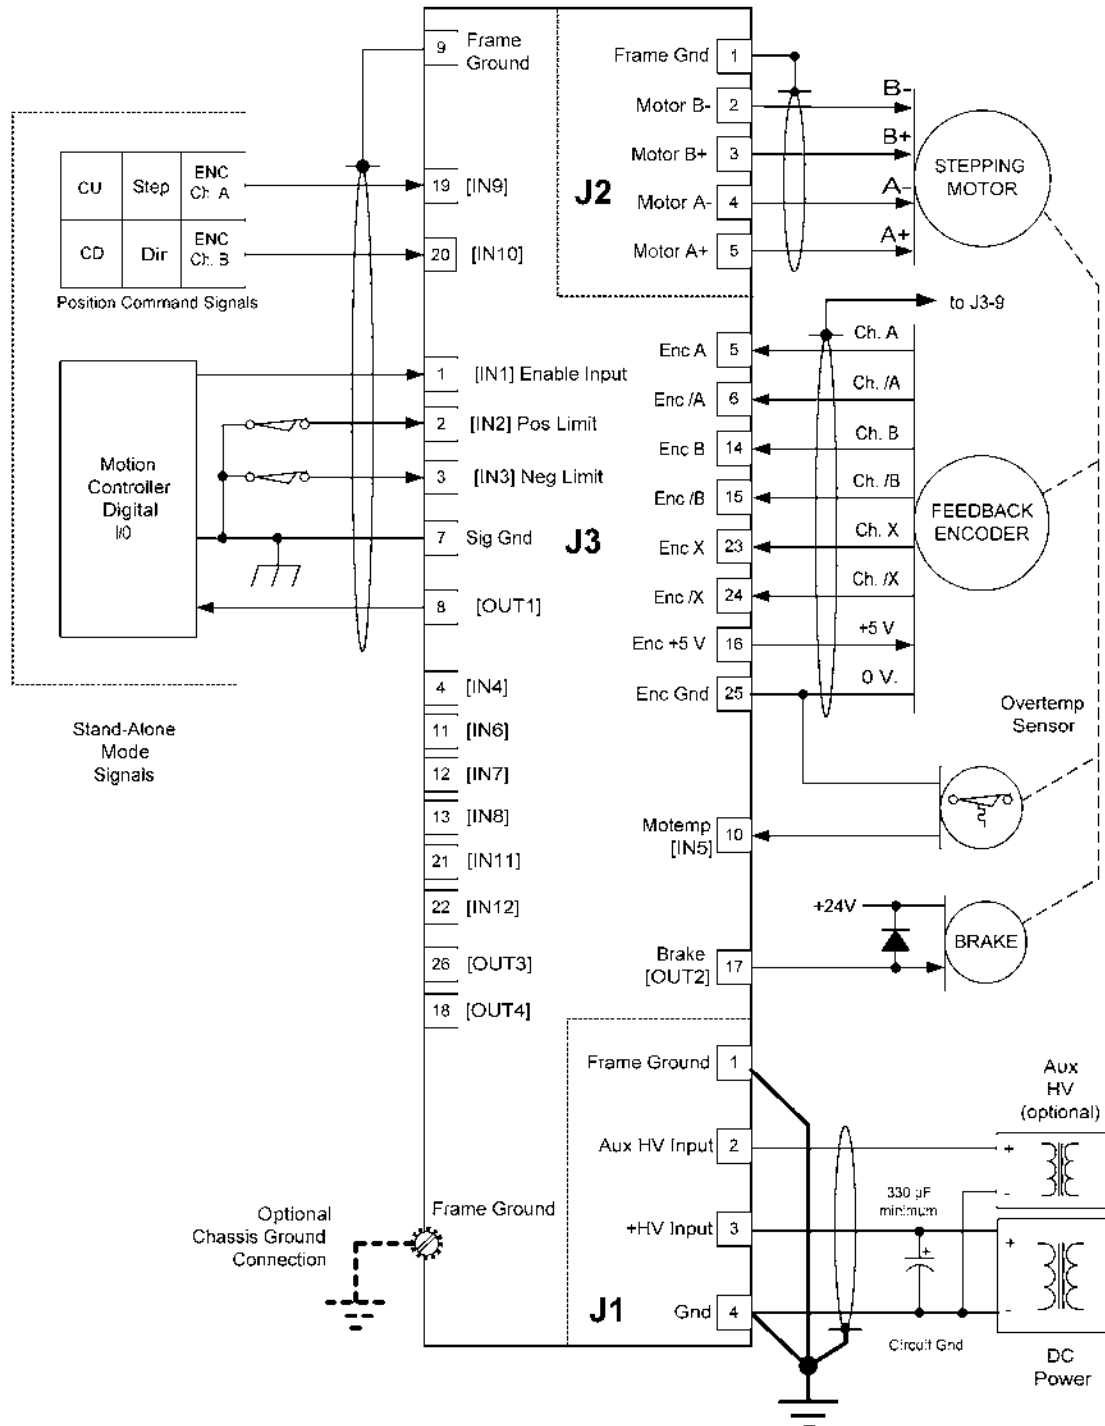 9
Frame
Ground
CU
Step
ENC
Ch. A
CD
Dir
ENC
Ch. B
Position Command Signals
19
[IN9]
20
[IN10]
Motion
Controller
Digital
I/O
1
[IN1] Enable Input
2
[IN2] Pos Limit
3
[IN3] Neg Limit
7
Sig Gnd
8
[OUT1]
J3
Stand-Alone
Mode
Signals
4
[IN4]
11
[IN6]
12
[IN7]
13
[IN8]
21
[IN11]
22
[IN12]
26
[OUT3]
18
[OUT4]
Optional
Chassis Ground
Connection
Frame Ground
J2
Frame Gnd
1
Motor B-
2
B-
Motor B+
3
B+
Motor A-
4
A-
Motor A+
5
A+
STEPPING
MOTOR
to J3-9
Enc A
5
Ch. A
Enc /A
6
Ch. /A
Enc B
14
Ch. B
Enc /B
15
Ch. /B
Enc X
23
Ch. X
Enc /X
24
Ch. /X
Enc +5 V
16
+5 V
Enc Gnd
25
0 V.
FEEDBACK
ENCODER
Overtemp
Sensor
Motemp
[IN5]
10
+24V
BRAKE
Brake
[OUT2]
17
Frame Ground
1
Aux HV Input
2
+HV Input
3
Gnd
4
J1
330 µF
minimum
+
Circuit Gnd
Aux
HV
(optional)
+
-
+
-
DC
Power